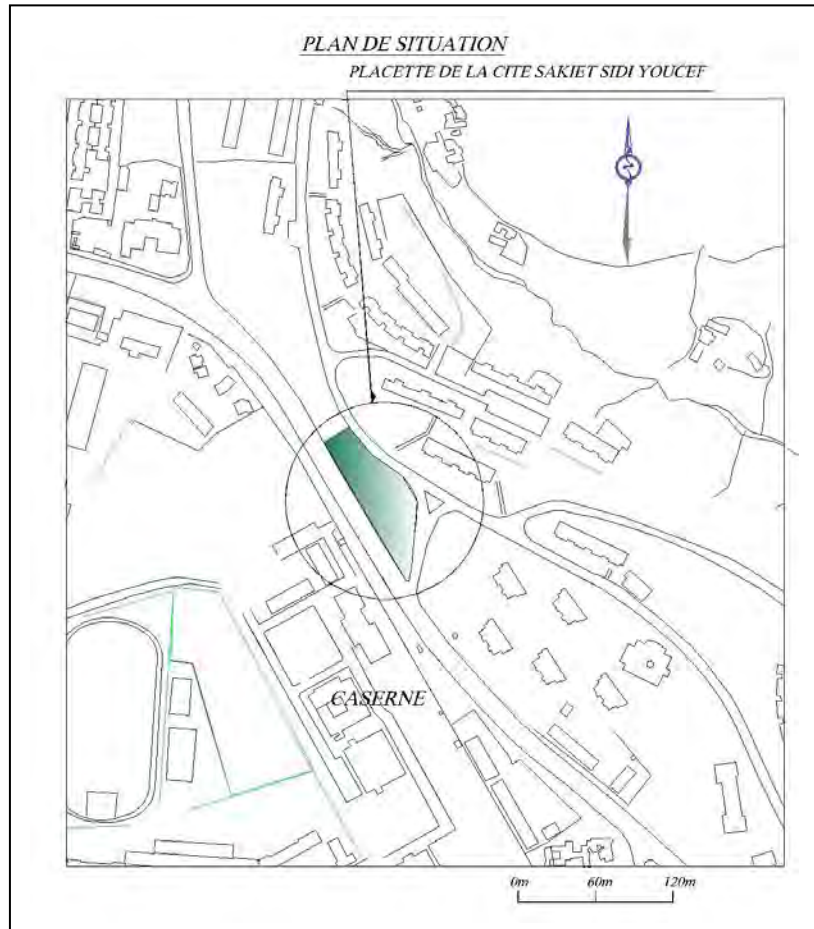 PLAN DE SITUATION
PLACETTE DE LA CITE SAKIET SIDI YOUCEF
CASERNE
0m 60m 120m